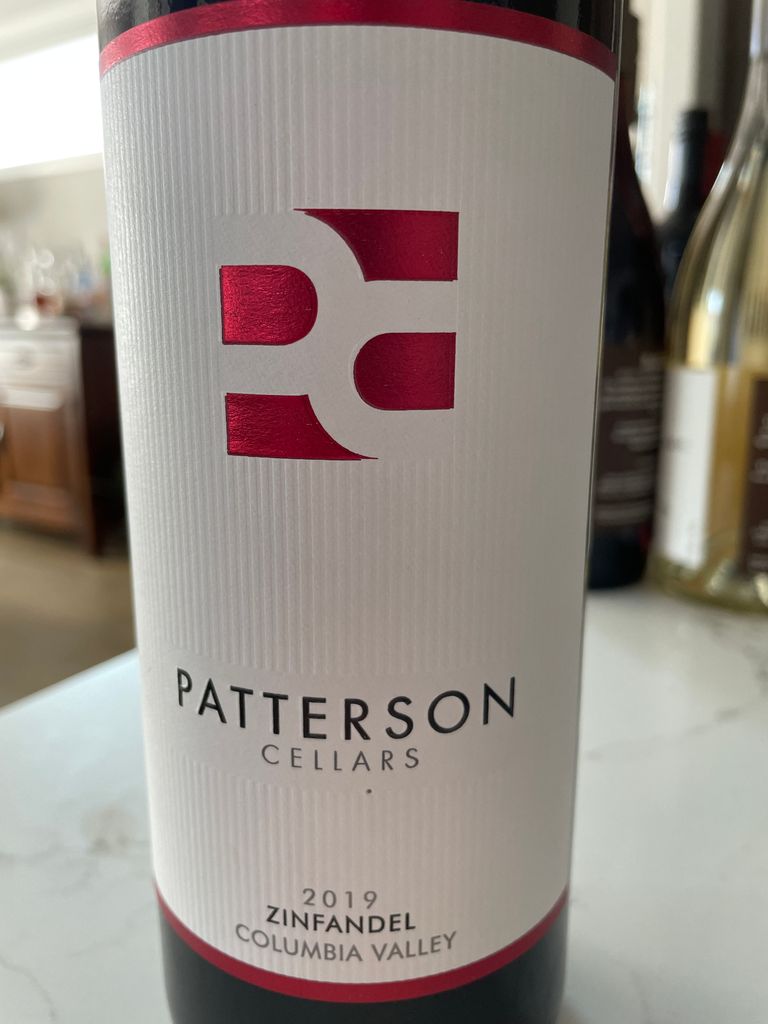 PATTERSON
CELLARS
2019
ZINFANDEL
COLUMBIA VALLEY